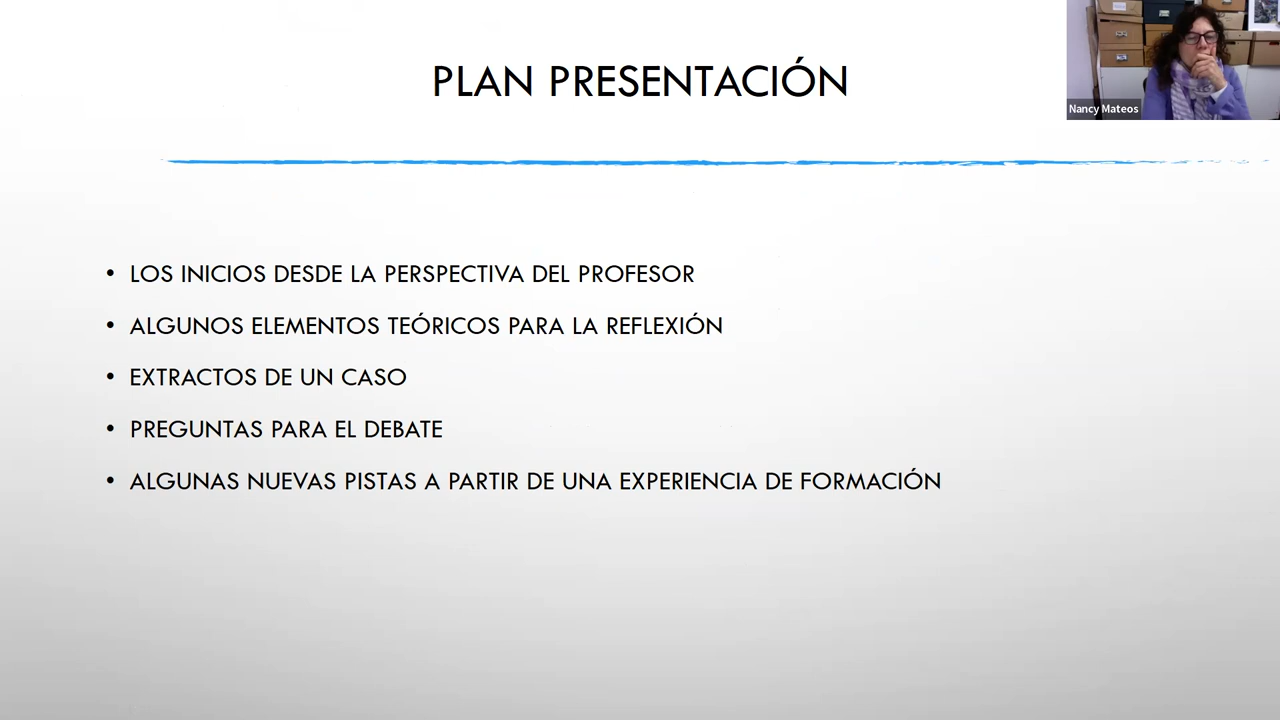 PLAN PRESENTACIÓN
Nancy Mateos
• LOS INICIOS DESDE LA PERSPECTIVA DEL PROFESOR
• ALGUNOS ELEMENTOS TEÓRICOS PARA LA REFLEXIÓN
• EXTRACTOS DE UN CASO
• PREGUNTAS PARA EL DEBATE
• ALGUNAS NUEVAS PISTAS A PARTIR DE UNA EXPERIENCIA DE FORMACIÓN